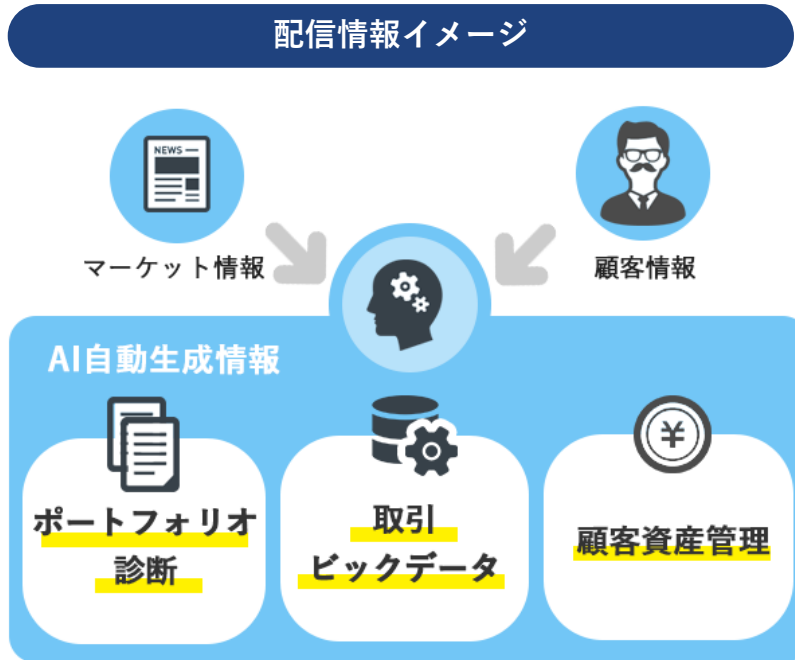 配信情報イメージ
NEWS
マーケット情報
顧客情報
AI自動生成情報
¥
ポートフォリオ
診断
取引
ビックデータ
顧客資産管理